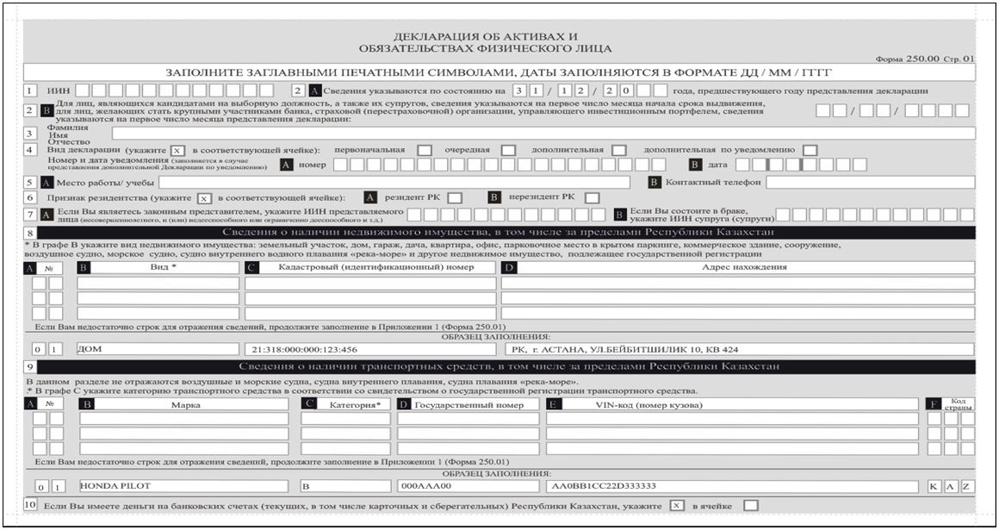 ДЕКЛАРАЦИЯ ОБ АКТИВАХ И
ОБЯЗАТЕЛЬСТВАХ ФИЗИЧЕСКОГО ЛИЦА
Форма 250.00 Стр. 01
ЗАПОЛНИТЕ ЗАГЛАВНЫМИ ПЕЧАТНЫМИ СИМВОЛАМИ, ДАТЫ ЗАПОЛНЯЮТСЯ В ФОРМАТЕ ДД / ММ / ГГГГ
1 ИИН 2 А Сведения указываются по состоянию на 31/12/20 года, предшествующего году представления декларации
2 В Для лиц, являющихся кандидатами на выборную должность, а также их супругов, сведения указываются на первое число месяца начала срока выдвижения,
для лиц, желающих стать крупными участниками банка, страховой (перестраховочной) организации, управляющего инвестиционным портфелем, сведения
указываются на первое число месяца представления декларации: / /
3 Фамилия
Имя
Отчество
4 Вид декларации (укажите x в соответствующей ячейке): первоначальная очередная дополнительная дополнительная по уведомлению
Номер и дата уведомления (заполняется в случае
представления дополнительной Декларации по уведомлению) А номер В дата
5 А Место работы/ учебы В Контактный телефон
6 Признак резидентства (укажите x в соответствующей ячейке): А резидент РК В нерезидент РК
7 А Если Вы являетесь законным представителем, укажите ИИН представляемого
лица (несовершеннолетнего, и (или) недееспособного или ограничено дееспособного и т.д.)
В Если Вы состоите в браке,
укажите ИИН супруга (супруги)
8 Сведения о наличии недвижимого имущества, в том числе за пределами Республики Казахстан
* В графе В укажите вид недвижимого имущества: земельный участок, дом, гараж, дача, квартира, офис, парковочное место в крытом паркинге, коммерческое здание, сооружение,
воздушное судно, морское судно, судно внутреннего водного плавания «река-море» и другое недвижимое имущество, подлежащее государственной регистрации
A № B Вид * C Кадастровый (идентификационный) номер D Адрес нахождения
Если Вам недостаточно строк для отражения сведений, продолжите заполнение в Приложении 1 (Форма 250.01)
ОБРАЗЕЦ ЗАПОЛНЕНИЯ:
0 1 ДОМ 21:318:000:000:123:456 РК, г. АСТАНА, УЛ.БЕЙБИТШИЛИК 10, КВ 424
9 Сведения о наличии транспортных средств, в том числе за пределами Республики Казахстан
В данном разделе не отражаются воздушные и морские судна, судна внутреннего плавания, судна плавания «река-море».
.* В графе С укажите категорию транспортного средства в соответствии со свидетельством о государственной регистрации транспортного средства.
A № B Марка C Категория* D Государственный номер E VIN-код (номер кузова) F Код
страны
Если Вам недостаточно строк для отражения сведений, продолжите заполнение в Приложении 1 (Форма 250.01)
ОБРАЗЕЦ ЗАПОЛНЕНИЯ:
0 1 HONDA PILOT B 000AAA00 AA0BB1CC22D333333 K A Z
10 Если Вы имеете деньги на банковских счетах (текущих, в том числе карточных и сберегательных) Республики Казахстан, укажите x в ячейке